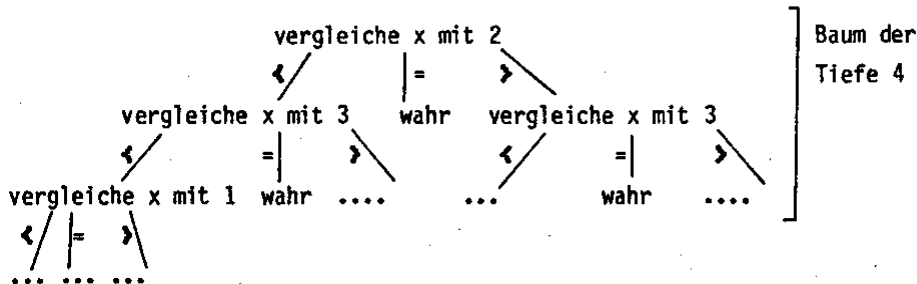 vergleiche x mit 2
Baum der
Tiefe 4
< = >
vergleiche x mit 3 wahr vergleiche x mit 3
< = > < = >
vergleiche x mit 1 wahr .... ... wahr ....
< = >
... ... ...